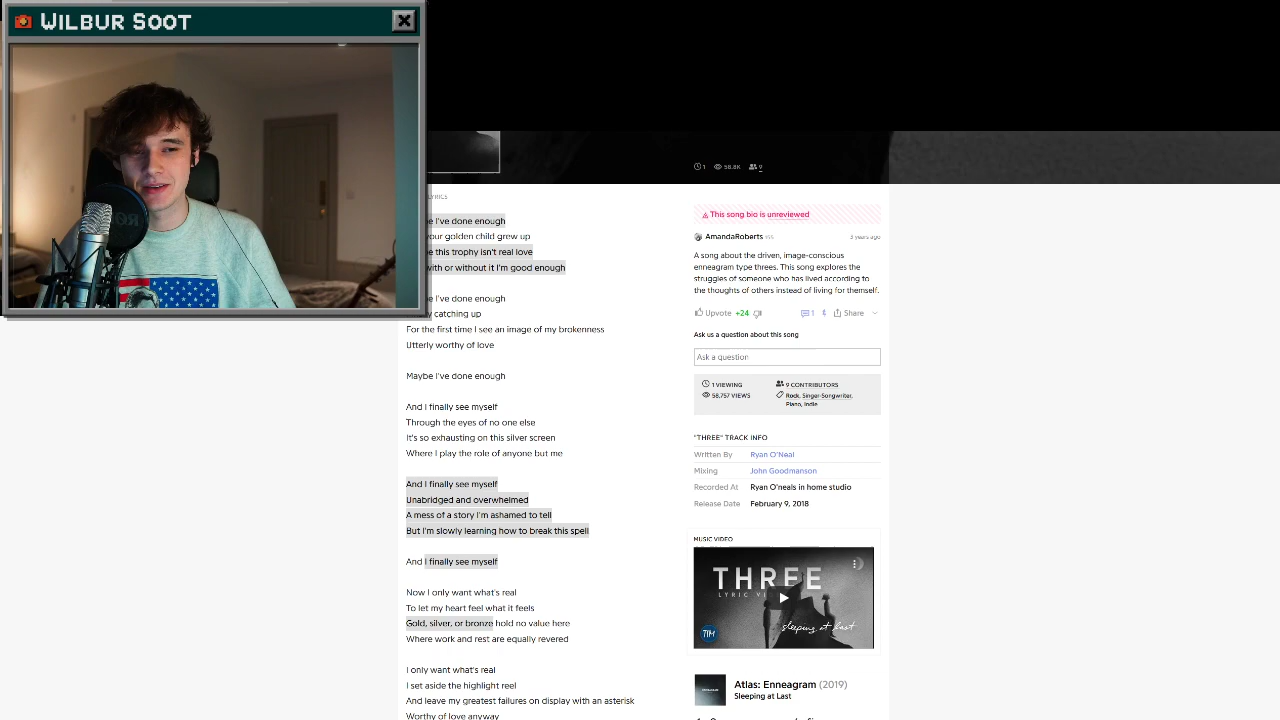 WILBUR SOOT
1 58.8K 9
LYRICS
e I've done enough
your golden child grew up
e this trophy isn't real love
with or without it I'm good enough
e I've done enough
catching up
For the first time I see an image of my brokenness
Utterly worthy of love
Maybe I've done enough
And I finally see myself
Through the eyes of no one else
It's so exhausting on this silver screen
Where I play the role of anyone but me
And I finally see myself
Unabridged and overwhelmed
A mess of a story I'm ashamed to tell
But I'm slowly learning how to break this spell
And I finally see myself
Now I only want what's real
To let my heart feel what it feels
Gold, silver, or bronze hold no value here
Where work and rest are equally revered
I only want what's real
I set aside the highlight reel
And leave my greatest failures on display with an asterisk
Worthy of love anyway
This song bio is unreviewed
AmandaRoberts 3 years ago
A song about the driven, image-conscious
enneagram type threes. This song explores the
struggles of someone who has lived according to
the thoughts of others instead of living for themself.
Upvote +24 1 Share
Ask us a question about this song
Ask a question
1 VIEWING 9 CONTRIBUTORS
58,757 VIEWS Rock, Singer-Songwriter,
Piano, Indie
"THREE" TRACK INFO
Written By Ryan O'Neal
Mixing John Goodmanson
Recorded At Ryan O'neals in home studio
Release Date February 9, 2018
MUSIC VIDEO
THREE
LYRIC VI
sleeping at last
TIM
Atlas: Enneagram (2019)
Sleeping at Last